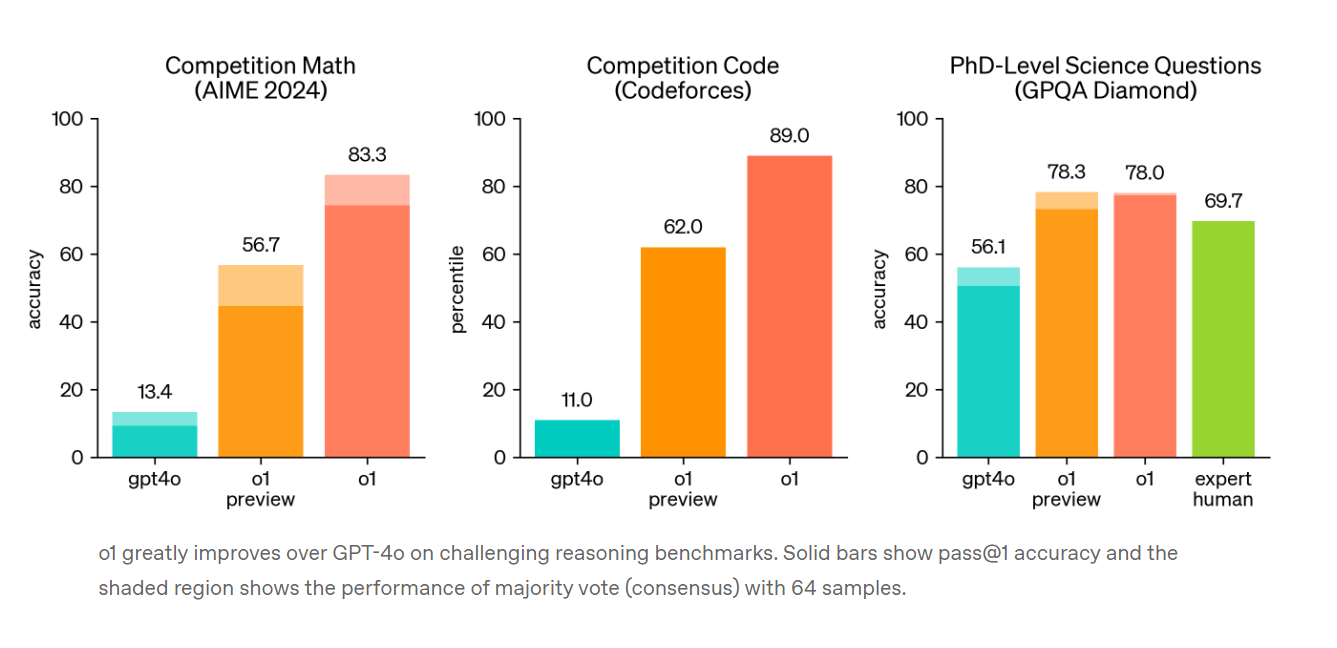 Competition Math
(AIME 2024)
100
80
60
40
20
0
accuracy
13.4
56.7
83.3
gpt4o
o1
preview
o1
Competition Code
(Codeforces)
100
80
60
40
20
0
percentile
11.0
62.0
89.0
gpt4o
o1
preview
o1
PhD-Level Science Questions
(GPQA Diamond)
100
80
60
40
20
0
accuracy
56.1
78.3
78.0
69.7
gpt4o
o1
preview
o1
expert
human
o1 greatly improves over GPT-4o on challenging reasoning benchmarks. Solid bars show pass@1 accuracy and the
shaded region shows the performance of majority vote (consensus) with 64 samples.